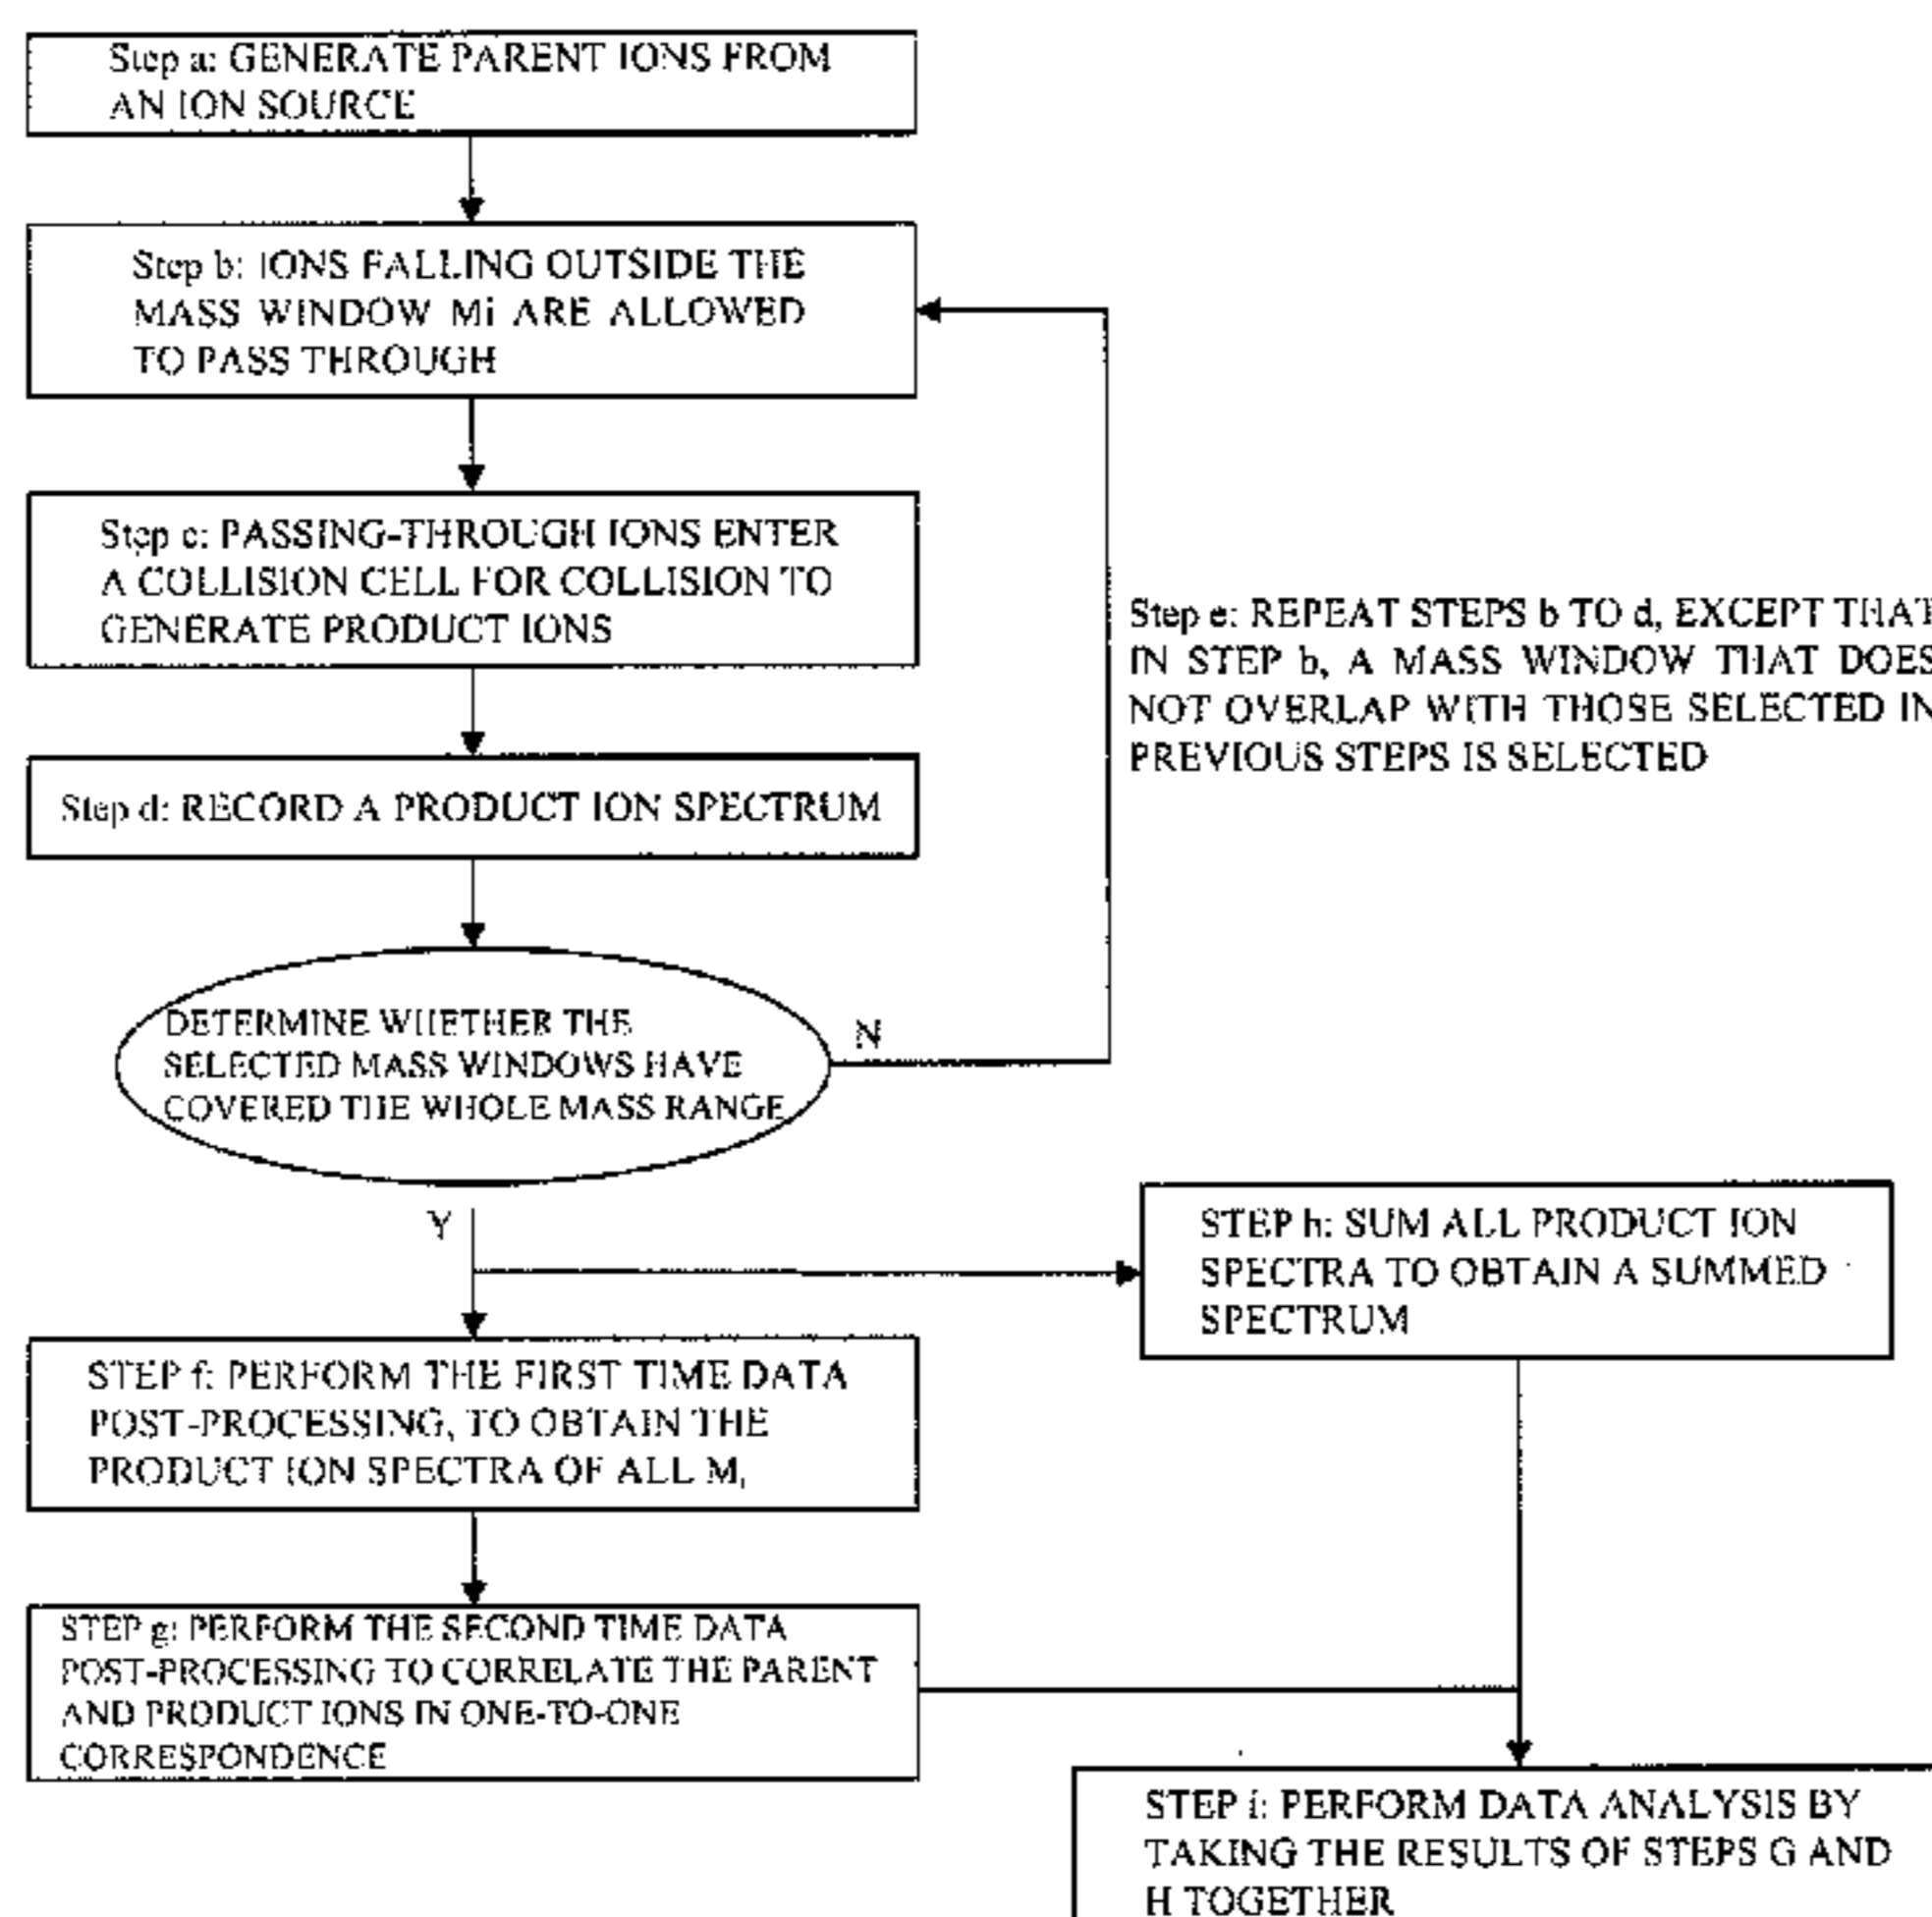 Step a: GENERATE PARENT IONS FROM
AN ION SOURCE
Step b: IONS FALLING OUTSIDE THE
MASS WINDOW Mi ARE ALLOWED
TO PASS THROUGH
Step c: PASSING-THROUGH IONS ENTER
A COLLISION CELL FOR COLLISION TO
GENERATE PRODUCT IONS
Step e: REPEAT STEPS b TO d, EXCEPT THAT
IN STEP b, A MASS WINDOW THAT DOES
NOT OVERLAP WITH THOSE SELECTED IN
PREVIOUS STEPS IS SELECTED
Step d: RECORD A PRODUCT ION SPECTRUM
DETERMINE WHETHER THE
SELECTED MASS WINDOWS HAVE
COVERED THE WHOLE MASS RANGE
N
Y
STEP h: SUM ALL PRODUCT ION
SPECTRA TO OBTAIN A SUMMED
SPECTRUM
STEP f: PERFORM THE FIRST TIME DATA
POST-PROCESSING, TO OBTAIN THE
PRODUCT ION SPECTRA OF ALL Mi
STEP g: PERFORM THE SECOND TIME DATA
POST-PROCESSING TO CORRELATE THE PARENT
AND PRODUCT IONS IN ONE-TO-ONE
CORRESPONDENCE
STEP i: PERFORM DATA ANALYSIS BY
TAKING THE RESULTS OF STEPS G AND
H TOGETHER